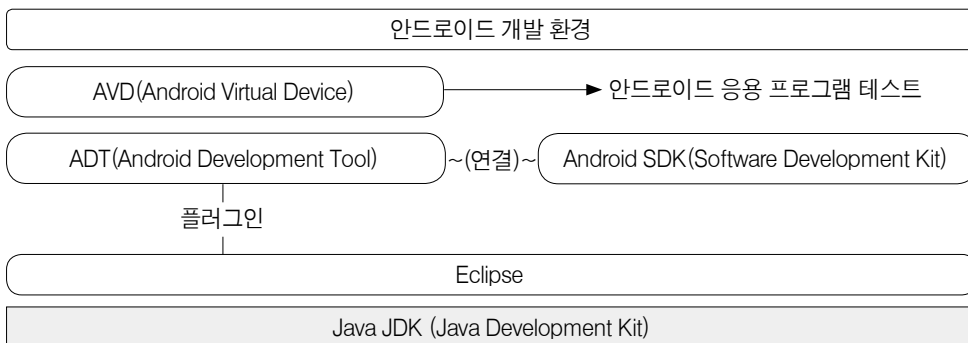 안드로이드 개발 환경
AVD(Android Virtual Device)
안드로이드 응용 프로그램 테스트
ADT(Android Development Tool) ~(연결)~ Android SDK(Software Development Kit)
플러그인
Eclipse
Java JDK (Java Development Kit)